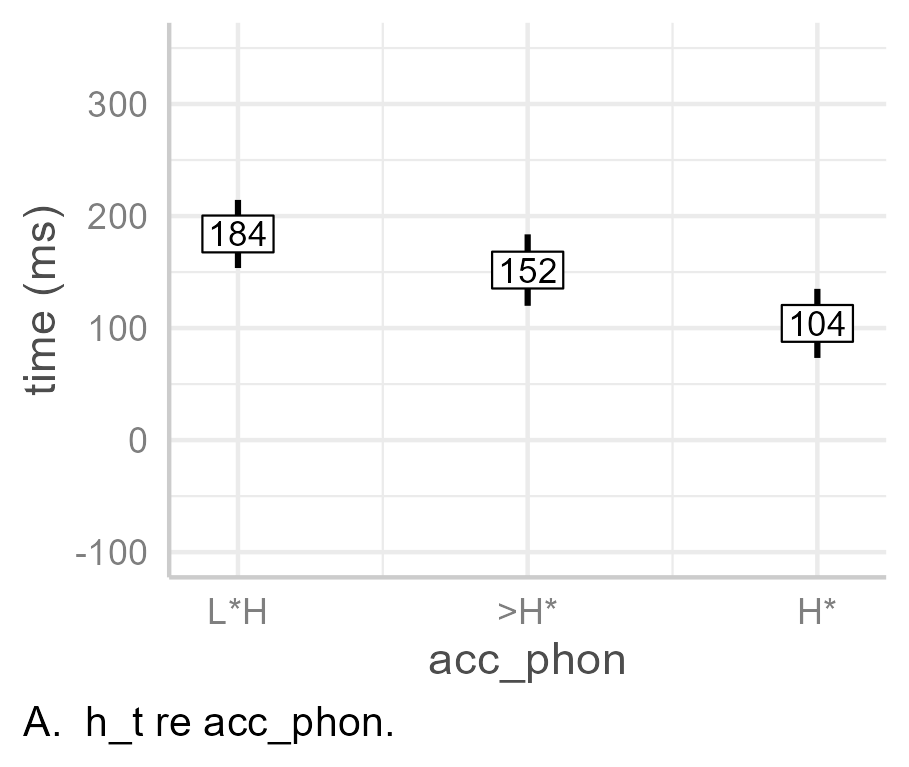 time (ms)
300
200
100
0
-100
184
152
104
L*H
>H*
H*
acc_phon
A. h_t re acc_phon.